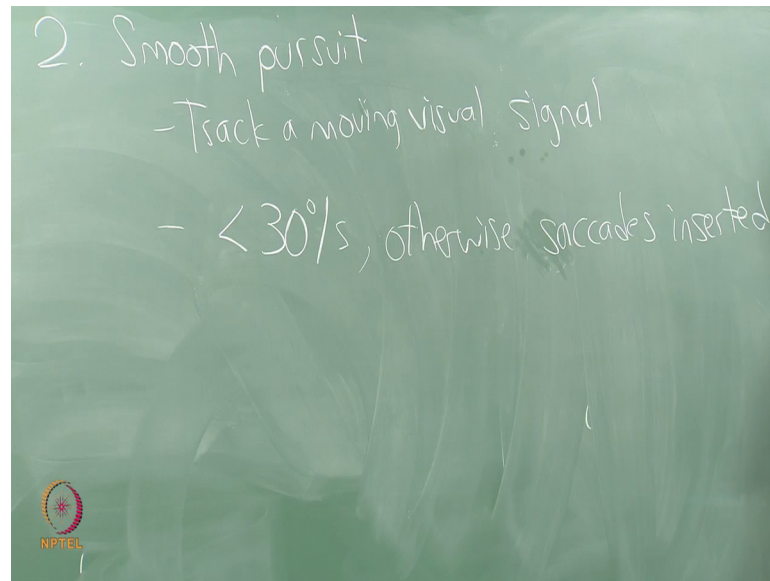 2. Smooth pursuit
- Track a moving visual signal
- < 30°/s, otherwise saccades inserted
NPTEL